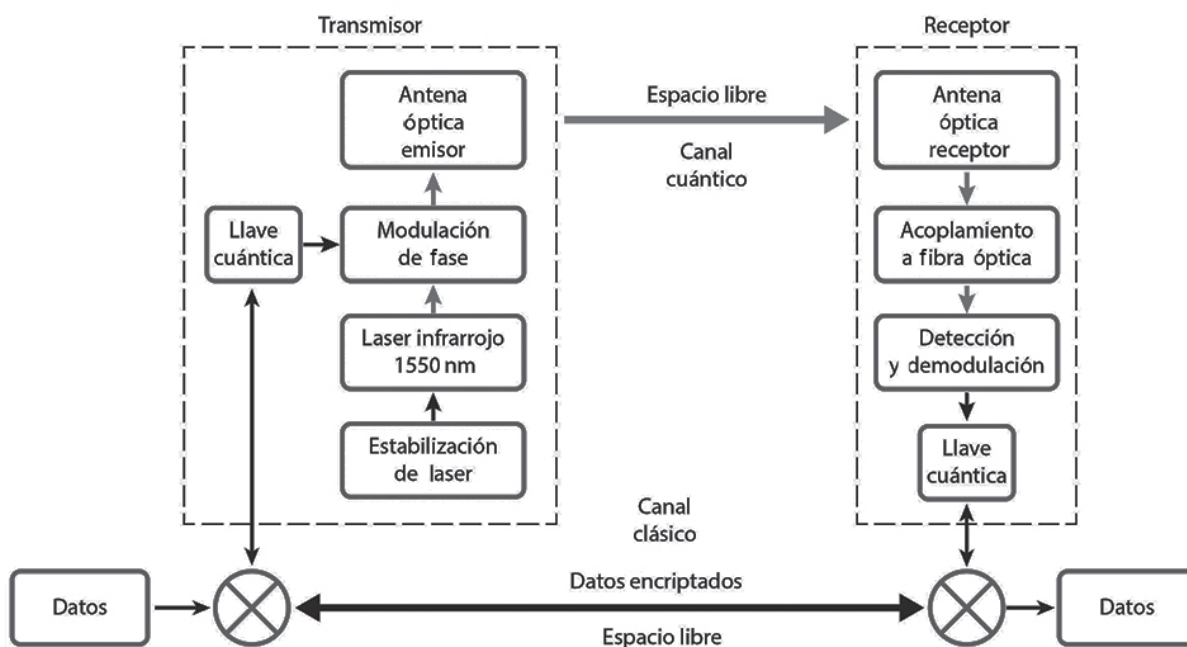 Transmisor
Receptor
Antena
óptica
emisor
Espacio libre
Canal
cuántico
Antena
óptica
receptor
Llave
cuántica
Modulación
de fase
Acoplamiento
a fibra óptica
Laser infrarrojo
1550 nm
Detección
y demodulación
Estabilización
de laser
Llave
cuántica
Canal
clásico
Datos
Datos encriptados
Espacio libre
Datos